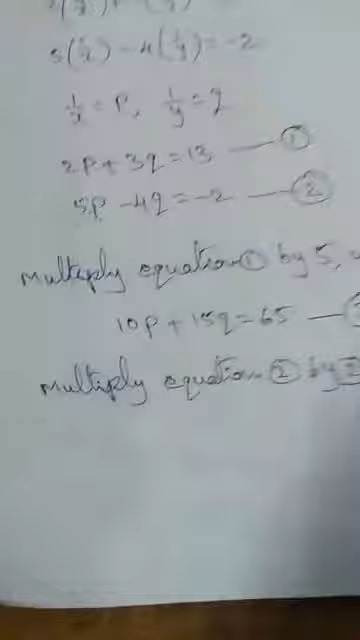 5(1/x) - 4(1/y) = -2
1/x = p, 1/y = q
2p + 3q = 13 — ①
5p - 4q = -2 — ②
multiply equation ① by 5,
10p + 15q = 65 —
multiply equation ② by 2